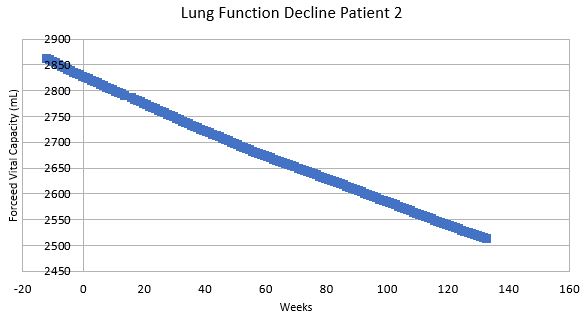 Lung Function Decline Patient 2
2900
2850
2800
2750
2700
2650
2600
2550
2500
2450
Forceed Vital Capacity (mL)
-20 0 20 40 60 80 100 120 140 160
Weeks